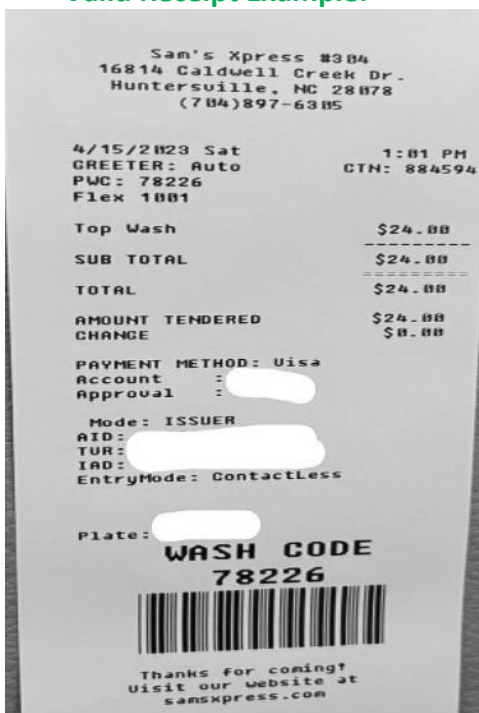 Valid Receipt Example:
Sam's Xpress #304
16814 Caldwell Creek Dr.
Huntersville, NC 28078
(704)897-6305
4/15/2023 Sat 1:01 PM
GREETER: Auto CTN: 884594
PWC: 78226
Flex 1001
Top Wash $24.00
---------
SUB TOTAL $24.00
=========
TOTAL $24.00
AMOUNT TENDERED $24.00
CHANGE $0.00
PAYMENT METHOD: Visa
Account :
Approval :
Mode: ISSUER
AID:
TVR:
IAD:
EntryMode: ContactLess
Plate:
WASH CODE
78226
Thanks for coming!
Visit our website at
samsxpress.com